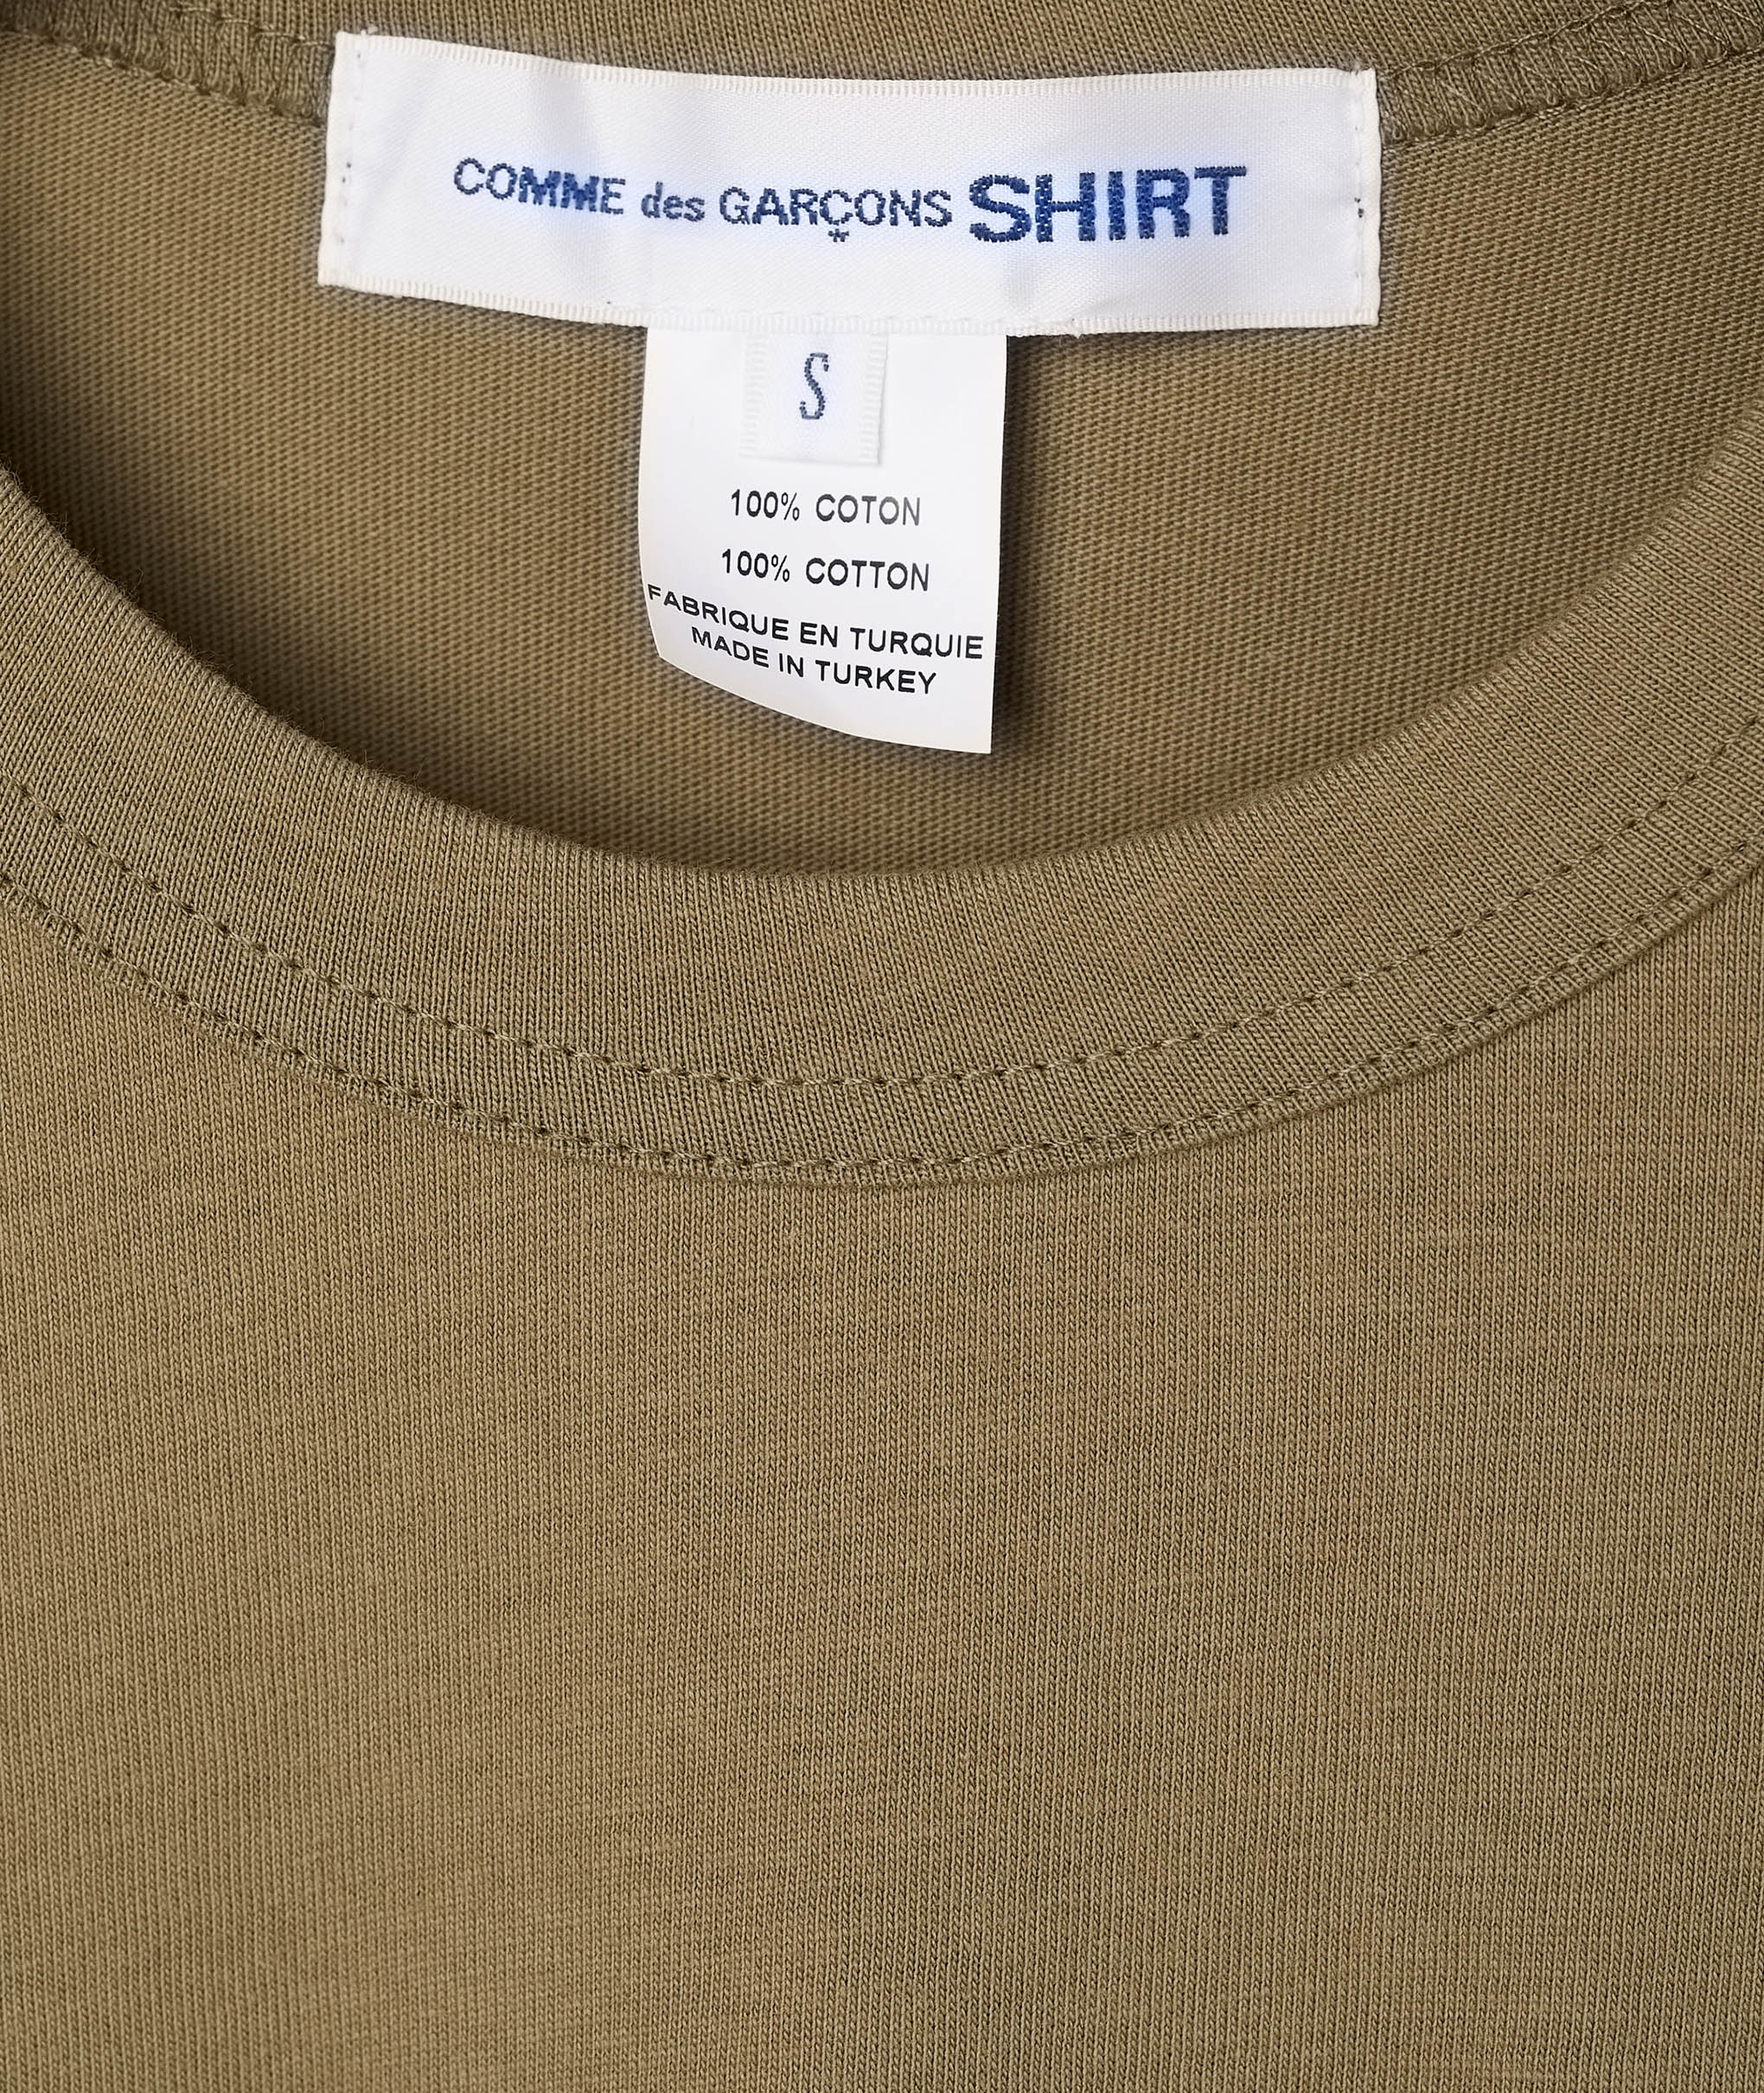 COMME des GARÇONS SHIRT
*
S
100% COTON
100% COTTON
FABRIQUE EN TURQUIE
MADE IN TURKEY